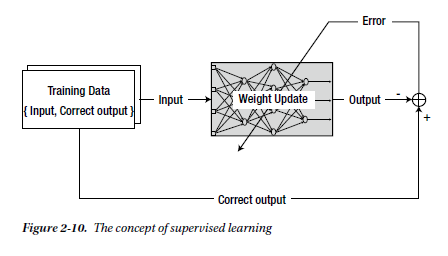 Error
Training Data
{ Input, Correct output }
Input
Weight Update
Output
-
+
Correct output
Figure 2-10. The concept of supervised learning